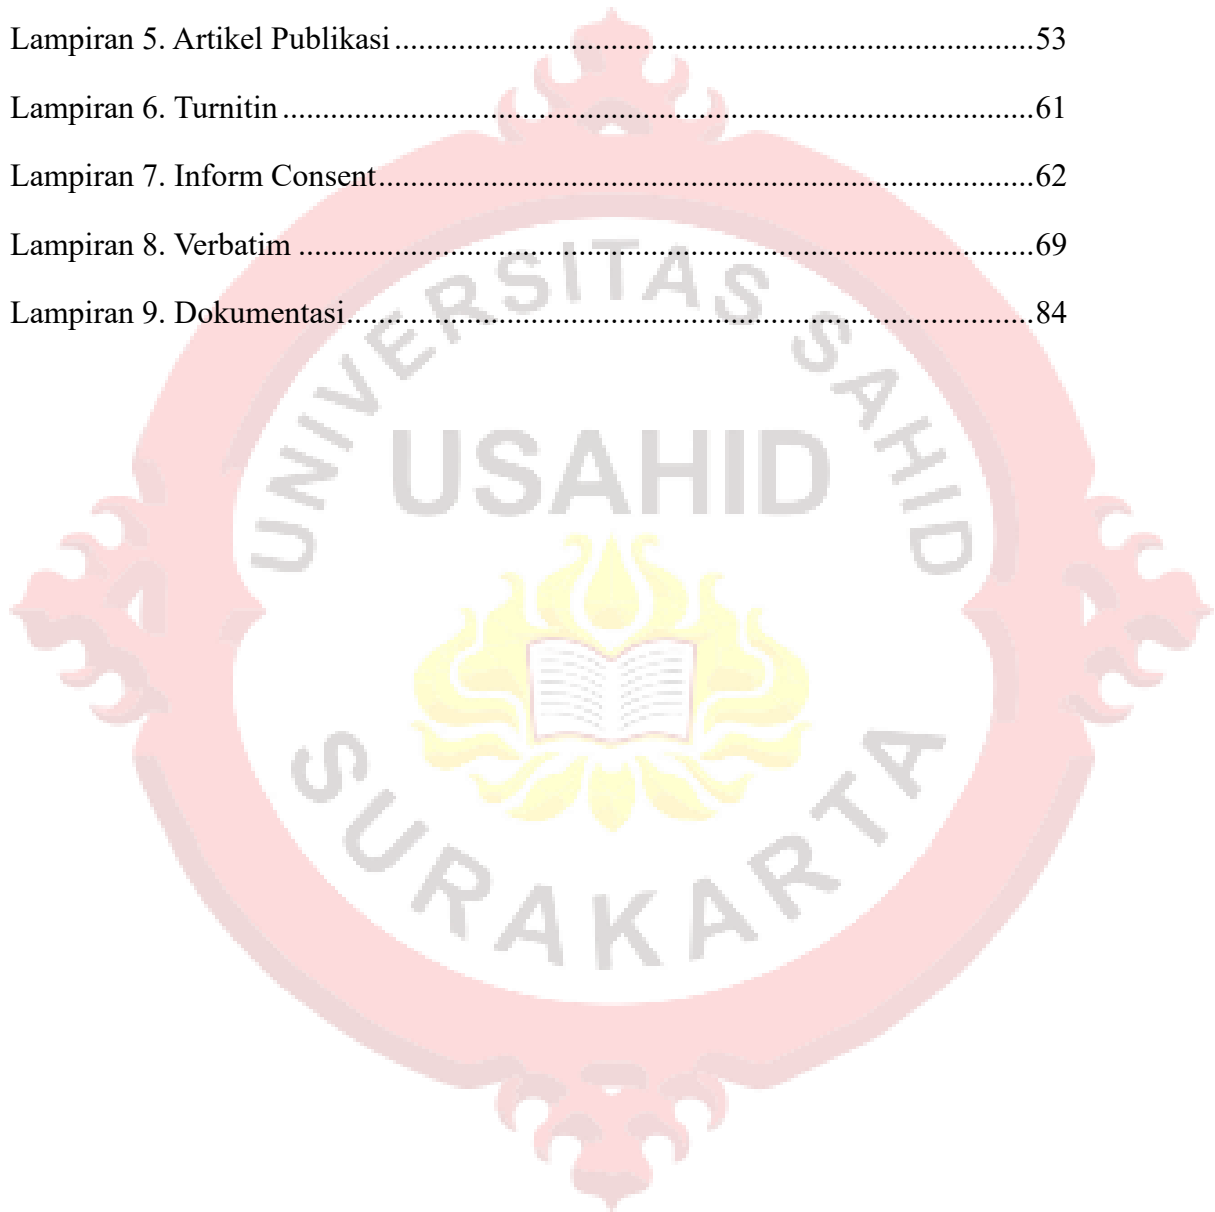 Lampiran 5. Artikel Publikasi................................................................................53
Lampiran 6. Turnitin..............................................................................................61
Lampiran 7. Inform Consent..................................................................................62
Lampiran 8. Verbatim ............................................................................................69
Lampiran 9. Dokumentasi......................................................................................84
UNIVERSITAS SAHID
USAHID
SURAKARTA